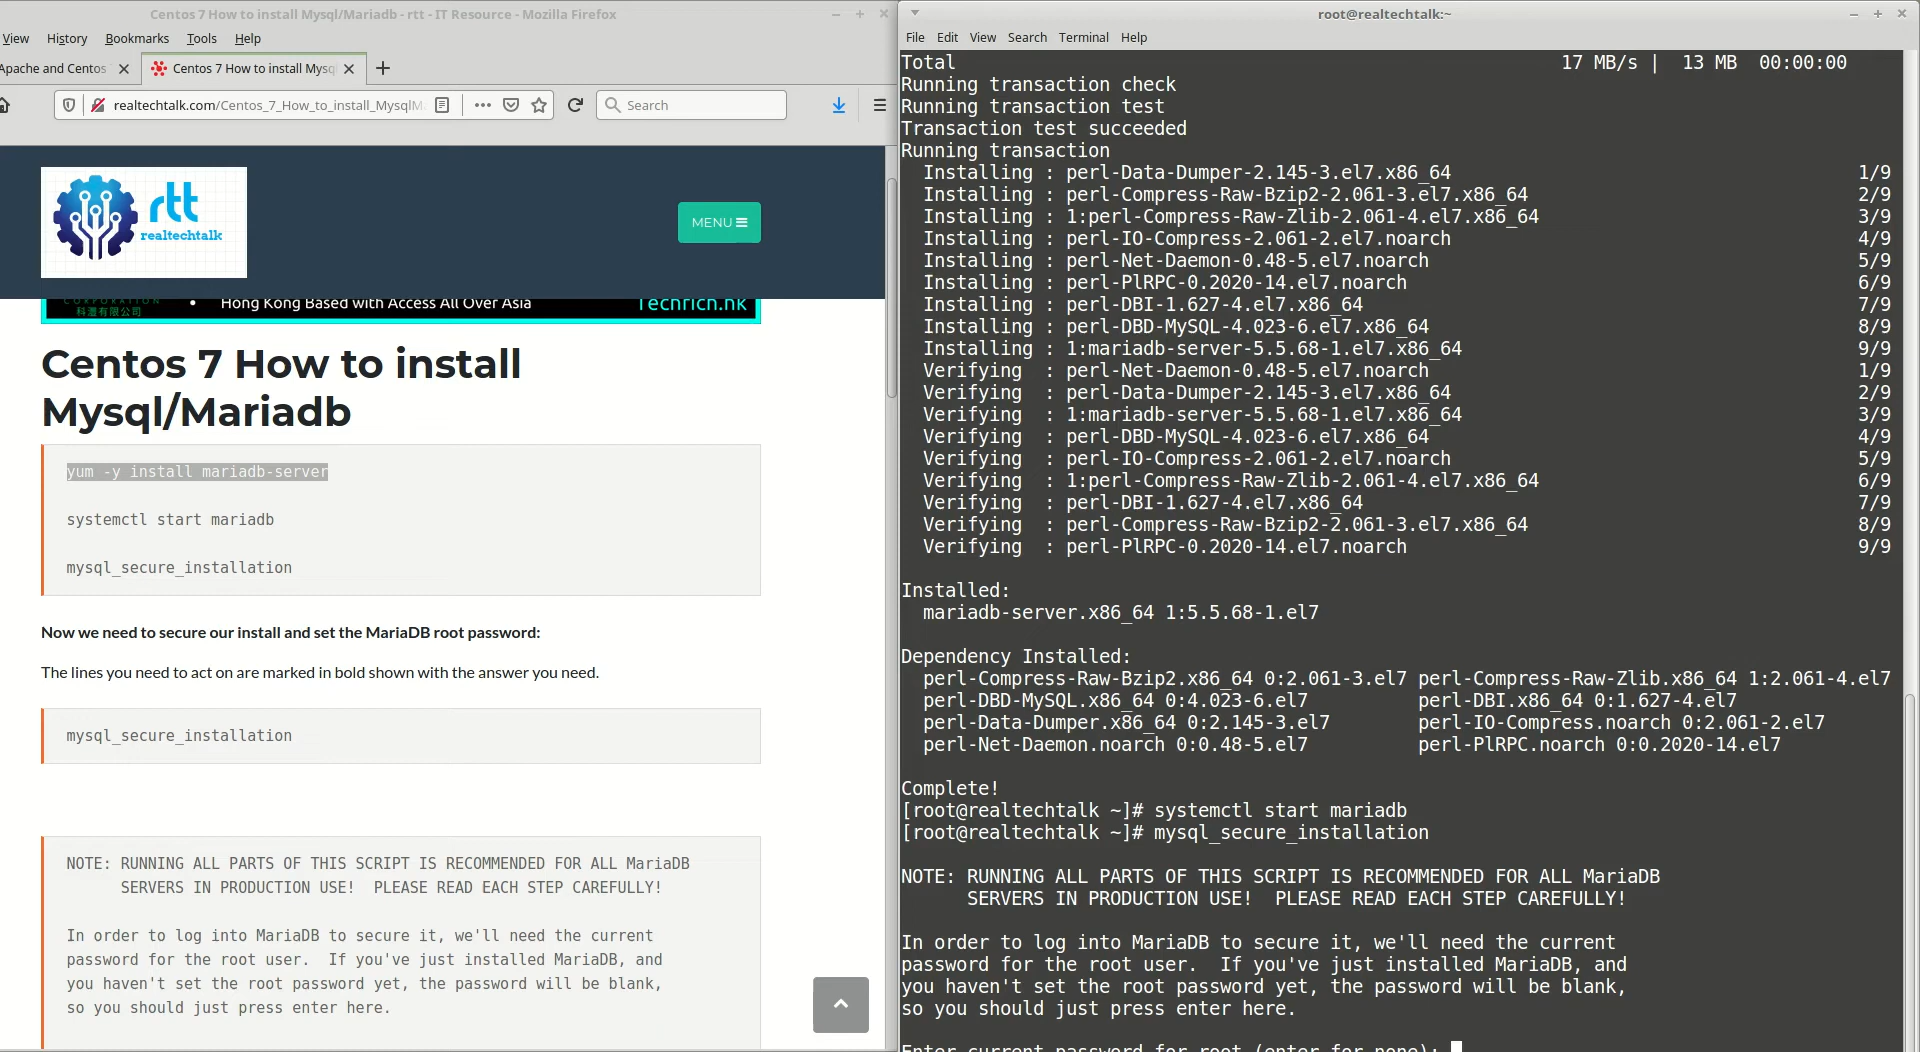 Centos 7 How to install Mysql/Mariadb - rtt - IT Resource - Mozilla Firefox
View History Bookmarks Tools Help
Apache and Centos
Centos 7 How to install Mysq
realtechtalk.com/Centos_7_How_to_install_MysqlM
Search
rtt
realtechtalk
MENU
CORPORATION
科灃有限公司
• Hong Kong Based with Access All Over Asia
Techrich.hk
Centos 7 How to install
Mysql/Mariadb
yum -y install mariadb-server
systemctl start mariadb
mysql_secure_installation
Now we need to secure our install and set the MariaDB root password:
The lines you need to act on are marked in bold shown with the answer you need.
mysql_secure_installation
NOTE: RUNNING ALL PARTS OF THIS SCRIPT IS RECOMMENDED FOR ALL MariaDB
SERVERS IN PRODUCTION USE!  PLEASE READ EACH STEP CAREFULLY!
In order to log into MariaDB to secure it, we'll need the current
password for the root user.  If you've just installed MariaDB, and
you haven't set the root password yet, the password will be blank,
so you should just press enter here.
root@realtechtalk:~
File Edit View Search Terminal Help
Total 17 MB/s |  13 MB  00:00:00
Running transaction check
Running transaction test
Transaction test succeeded
Running transaction
Installing : perl-Data-Dumper-2.145-3.el7.x86_64 1/9
Installing : perl-Compress-Raw-Bzip2-2.061-3.el7.x86_64 2/9
Installing : 1:perl-Compress-Raw-Zlib-2.061-4.el7.x86_64 3/9
Installing : perl-IO-Compress-2.061-2.el7.noarch 4/9
Installing : perl-Net-Daemon-0.48-5.el7.noarch 5/9
Installing : perl-PlRPC-0.2020-14.el7.noarch 6/9
Installing : perl-DBI-1.627-4.el7.x86_64 7/9
Installing : perl-DBD-MySQL-4.023-6.el7.x86_64 8/9
Installing : 1:mariadb-server-5.5.68-1.el7.x86_64 9/9
Verifying  : perl-Net-Daemon-0.48-5.el7.noarch 1/9
Verifying  : perl-Data-Dumper-2.145-3.el7.x86_64 2/9
Verifying  : 1:mariadb-server-5.5.68-1.el7.x86_64 3/9
Verifying  : perl-DBD-MySQL-4.023-6.el7.x86_64 4/9
Verifying  : perl-IO-Compress-2.061-2.el7.noarch 5/9
Verifying  : 1:perl-Compress-Raw-Zlib-2.061-4.el7.x86_64 6/9
Verifying  : perl-DBI-1.627-4.el7.x86_64 7/9
Verifying  : perl-Compress-Raw-Bzip2-2.061-3.el7.x86_64 8/9
Verifying  : perl-PlRPC-0.2020-14.el7.noarch 9/9
Installed:
mariadb-server.x86_64 1:5.5.68-1.el7
Dependency Installed:
perl-Compress-Raw-Bzip2.x86_64 0:2.061-3.el7 perl-Compress-Raw-Zlib.x86_64 1:2.061-4.el7
perl-DBD-MySQL.x86_64 0:4.023-6.el7 perl-DBI.x86_64 0:1.627-4.el7
perl-Data-Dumper.x86_64 0:2.145-3.el7 perl-IO-Compress.noarch 0:2.061-2.el7
perl-Net-Daemon.noarch 0:0.48-5.el7 perl-PlRPC.noarch 0:0.2020-14.el7
Complete!
[root@realtechtalk ~]# systemctl start mariadb
[root@realtechtalk ~]# mysql_secure_installation
NOTE: RUNNING ALL PARTS OF THIS SCRIPT IS RECOMMENDED FOR ALL MariaDB
SERVERS IN PRODUCTION USE!  PLEASE READ EACH STEP CAREFULLY!
In order to log into MariaDB to secure it, we'll need the current
password for the root user.  If you've just installed MariaDB, and
you haven't set the root password yet, the password will be blank,
so you should just press enter here.
Enter current password for root (enter for none):